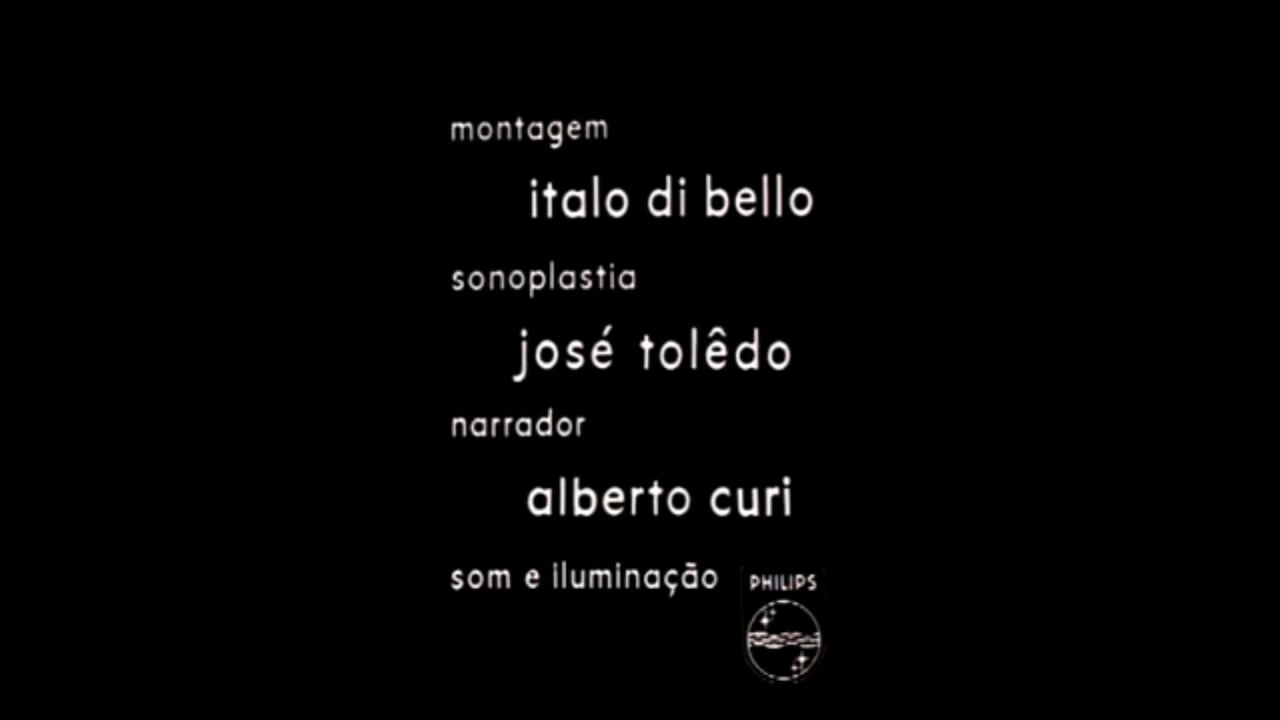 montagem
italo di bello
sonoplastia
josé tolêdo
narrador
alberto curi
som e iluminação PHILIPS